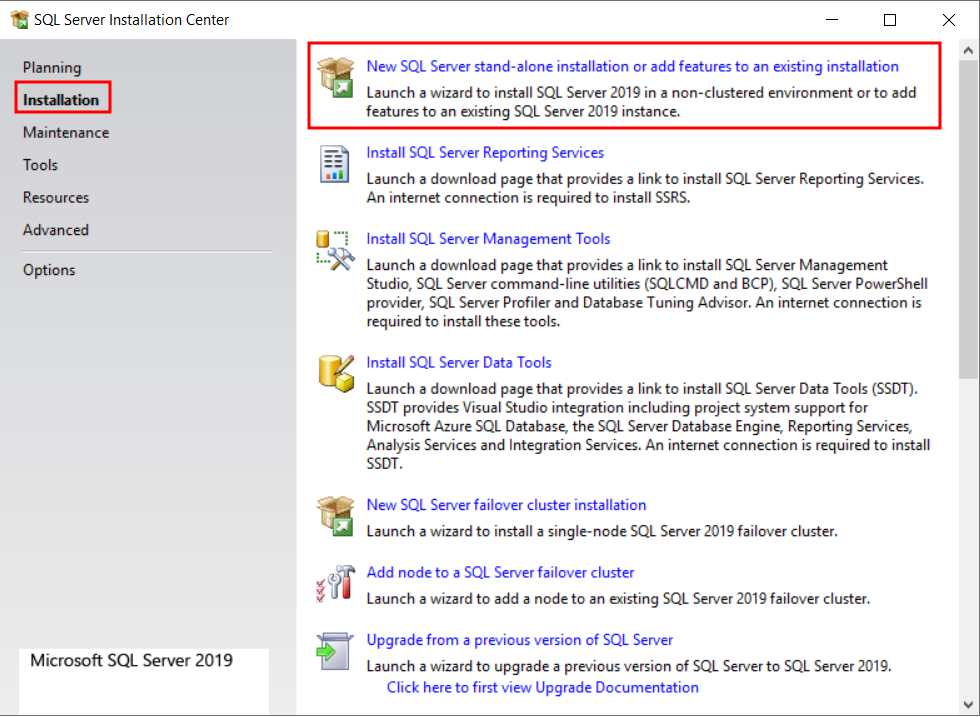 SQL Server Installation Center
Planning
Installation
Maintenance
Tools
Resources
Advanced
Options
Microsoft SQL Server 2019
New SQL Server stand-alone installation or add features to an existing installation
Launch a wizard to install SQL Server 2019 in a non-clustered environment or to add
features to an existing SQL Server 2019 instance.
Install SQL Server Reporting Services
Launch a download page that provides a link to install SQL Server Reporting Services.
An internet connection is required to install SSRS.
Install SQL Server Management Tools
Launch a download page that provides a link to install SQL Server Management
Studio, SQL Server command-line utilities (SQLCMD and BCP), SQL Server PowerShell
provider, SQL Server Profiler and Database Tuning Advisor. An internet connection is
required to install these tools.
Install SQL Server Data Tools
Launch a download page that provides a link to install SQL Server Data Tools (SSDT).
SSDT provides Visual Studio integration including project system support for
Microsoft Azure SQL Database, the SQL Server Database Engine, Reporting Services,
Analysis Services and Integration Services. An internet connection is required to install
SSDT.
New SQL Server failover cluster installation
Launch a wizard to install a single-node SQL Server 2019 failover cluster.
Add node to a SQL Server failover cluster
Launch a wizard to add a node to an existing SQL Server 2019 failover cluster.
Upgrade from a previous version of SQL Server
Launch a wizard to upgrade a previous version of SQL Server to SQL Server 2019.
Click here to first view Upgrade Documentation